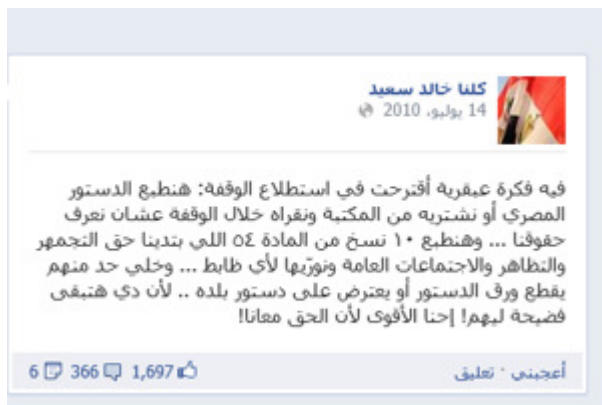 كلنا خالد سعيد
14 يوليو، 2010
فيه فكرة عبقرية أقترحت في استطلاع الوقفة: هنطبع الدستور
المصري أو نشتريه من المكتبة ونقراه خلال الوقفة عشان نعرف
حقوقنا ... وهنطبع ١٠ نسخ من المادة ٥٤ اللي بتدينا حق التجمهر
والتظاهر والاجتماعات العامة ونورّيها لأي ظابط ... وخلي حد منهم
يقطع ورق الدستور أو يعترض على دستور بلده .. لأن دي هتبقى
فضيحة ليهم! إحنا الأقوى لأن الحق معانا!
أعجبني · تعليق 1,697 366 6